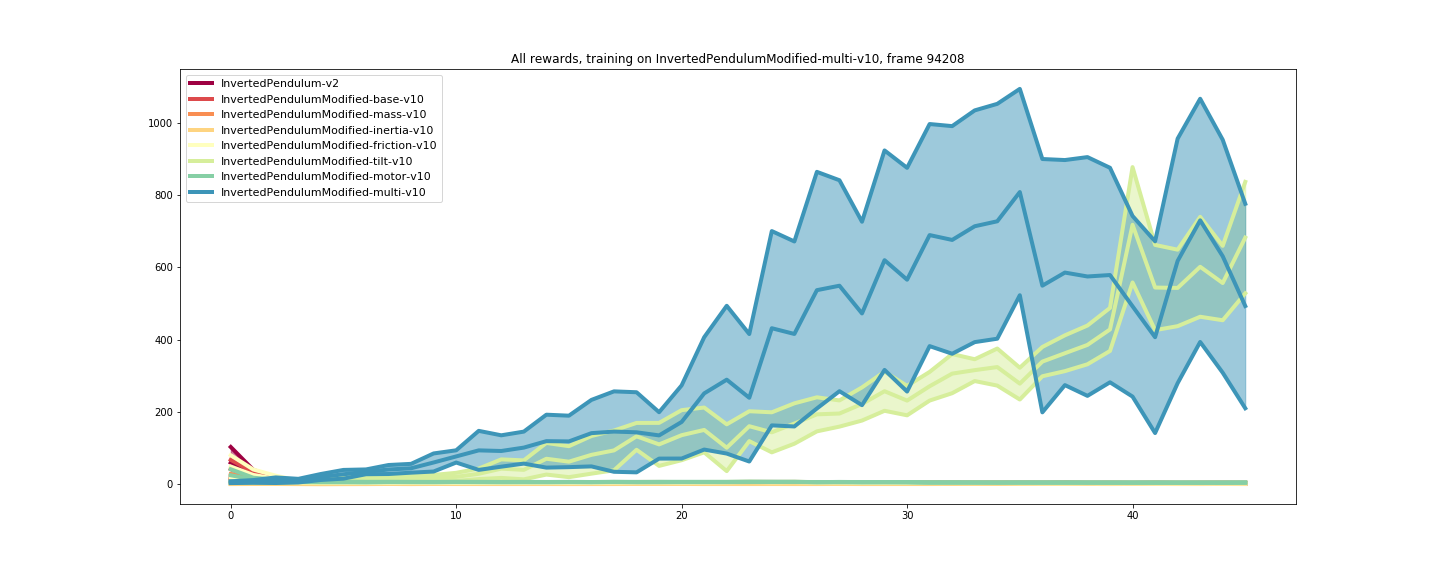 All rewards, training on InvertedPendulumModified-multi-v10, frame 94208
InvertedPendulum-v2
InvertedPendulumModified-base-v10
InvertedPendulumModified-mass-v10
InvertedPendulumModified-inertia-v10
InvertedPendulumModified-friction-v10
InvertedPendulumModified-tilt-v10
InvertedPendulumModified-motor-v10
InvertedPendulumModified-multi-v10
1000
800
600
400
200
0
0 10 20 30 40